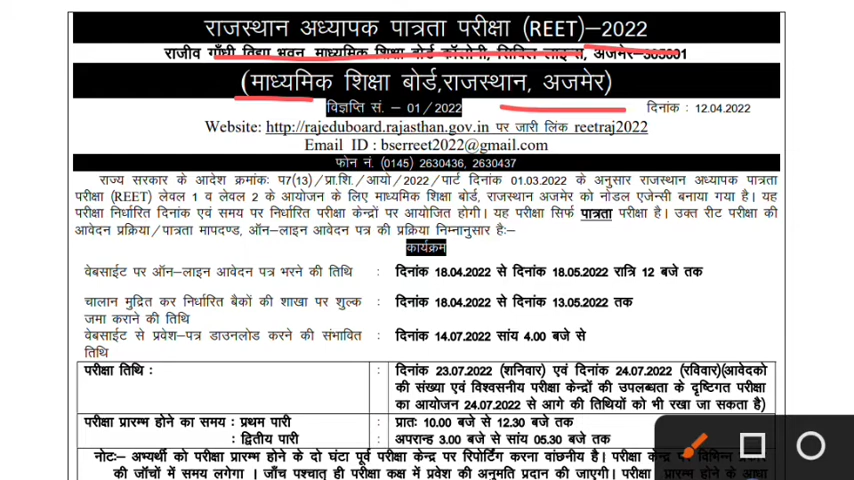 राजस्थान अध्यापक पात्रता परीक्षा (REET)–2022
राजीव गाँधी विद्या भवन, माध्यमिक शिक्षा बोर्ड कॉलोनी, सिविल लाइन्स, अजमेर–305001
(माध्यमिक शिक्षा बोर्ड,राजस्थान, अजमेर)
विज्ञप्ति सं. – 01/2022 दिनांक : 12.04.2022
Website: http://rajeduboard.rajasthan.gov.in पर जारी लिंक reetraj2022
Email ID : bserreet2022@gmail.com
फोन नं. (0145) 2630436, 2630437
राज्य सरकार के आदेश क्रमांकः प7(13)/प्रा.शि./आयो/2022/पार्ट दिनांक 01.03.2022 के अनुसार राजस्थान अध्यापक पात्रता
परीक्षा (REET) लेवल 1 व लेवल 2 के आयोजन के लिए माध्यमिक शिक्षा बोर्ड, राजस्थान अजमेर को नोडल एजेन्सी बनाया गया है। यह
परीक्षा निर्धारित दिनांक एवं समय पर निर्धारित परीक्षा केन्द्रों पर आयोजित होगी। यह परीक्षा सिर्फ पात्रता परीक्षा है। उक्त रीट परीक्षा की
आवेदन प्रक्रिया/पात्रता मापदण्ड, ऑन–लाइन आवेदन पत्र की प्रक्रिया निम्नानुसार हैः–
कार्यक्रम
वेबसाईट पर ऑन–लाइन आवेदन पत्र भरने की तिथि : दिनांक 18.04.2022 से दिनांक 18.05.2022 रात्रि 12 बजे तक
चालान मुद्रित कर निर्धारित बैंकों की शाखा पर शुल्क : दिनांक 18.04.2022 से दिनांक 13.05.2022 तक
जमा कराने की तिथि
वेबसाईट से प्रवेश–पत्र डाउनलोड करने की संभावित : दिनांक 14.07.2022 सांय 4.00 बजे से
तिथि
परीक्षा तिथि : : दिनांक 23.07.2022 (शनिवार) एवं दिनांक 24.07.2022 (रविवार)(आवेदको
की संख्या एवं विश्वसनीय परीक्षा केन्द्रों की उपलब्धता के दृष्टिगत परीक्षा
का आयोजन 24.07.2022 से आगे की तिथियों को भी रखा जा सकता है)
परीक्षा प्रारम्भ होने का समय : प्रथम पारी : प्रातः 10.00 बजे से 12.30 बजे तक
: द्वितीय पारी : अपरान्ह 3.00 बजे से सांय 05.30 बजे तक
नोटः– अभ्यर्थी को परीक्षा प्रारम्भ होने के दो घंटा पूर्व परीक्षा केन्द्र पर रिपोर्टिंग करना वांछनीय है। परीक्षा केन्द्र पर विभिन्न प्रकार
की जाँचों में समय लगेगा । जाँच पश्चात् ही परीक्षा कक्ष में प्रवेश की अनुमति प्रदान की जाएगी। परीक्षा प्रारम्भ होने के